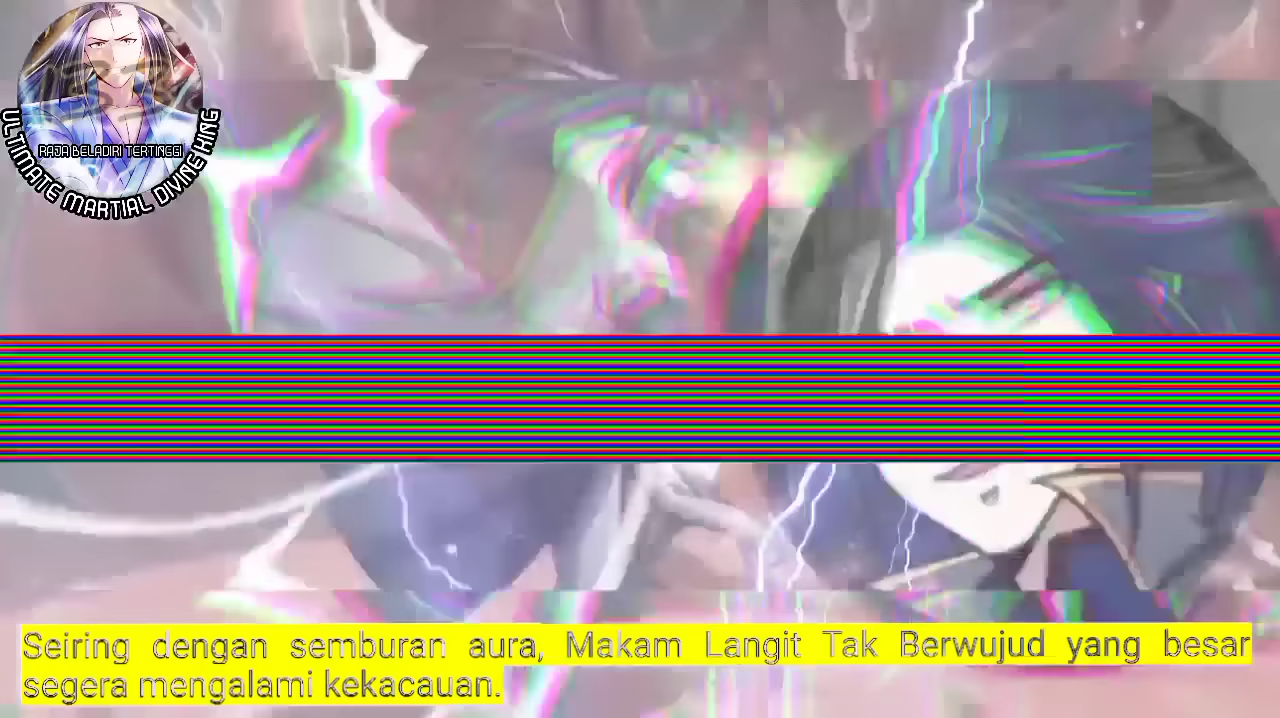 RAJA BELADIRI TERTINGGI
ULTIMATE MARTIAL DIVINE KING
Seiring dengan semburan aura, Makam Langit Tak Berwujud yang besar
segera mengalami kekacauan.